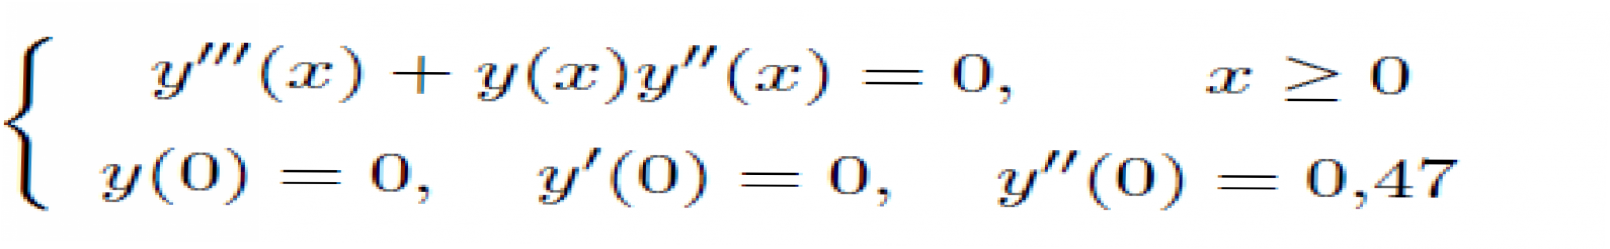 y'''(x) + y(x)y''(x) = 0, x ≥ 0
y(0) = 0, y'(0) = 0, y''(0) = 0,47